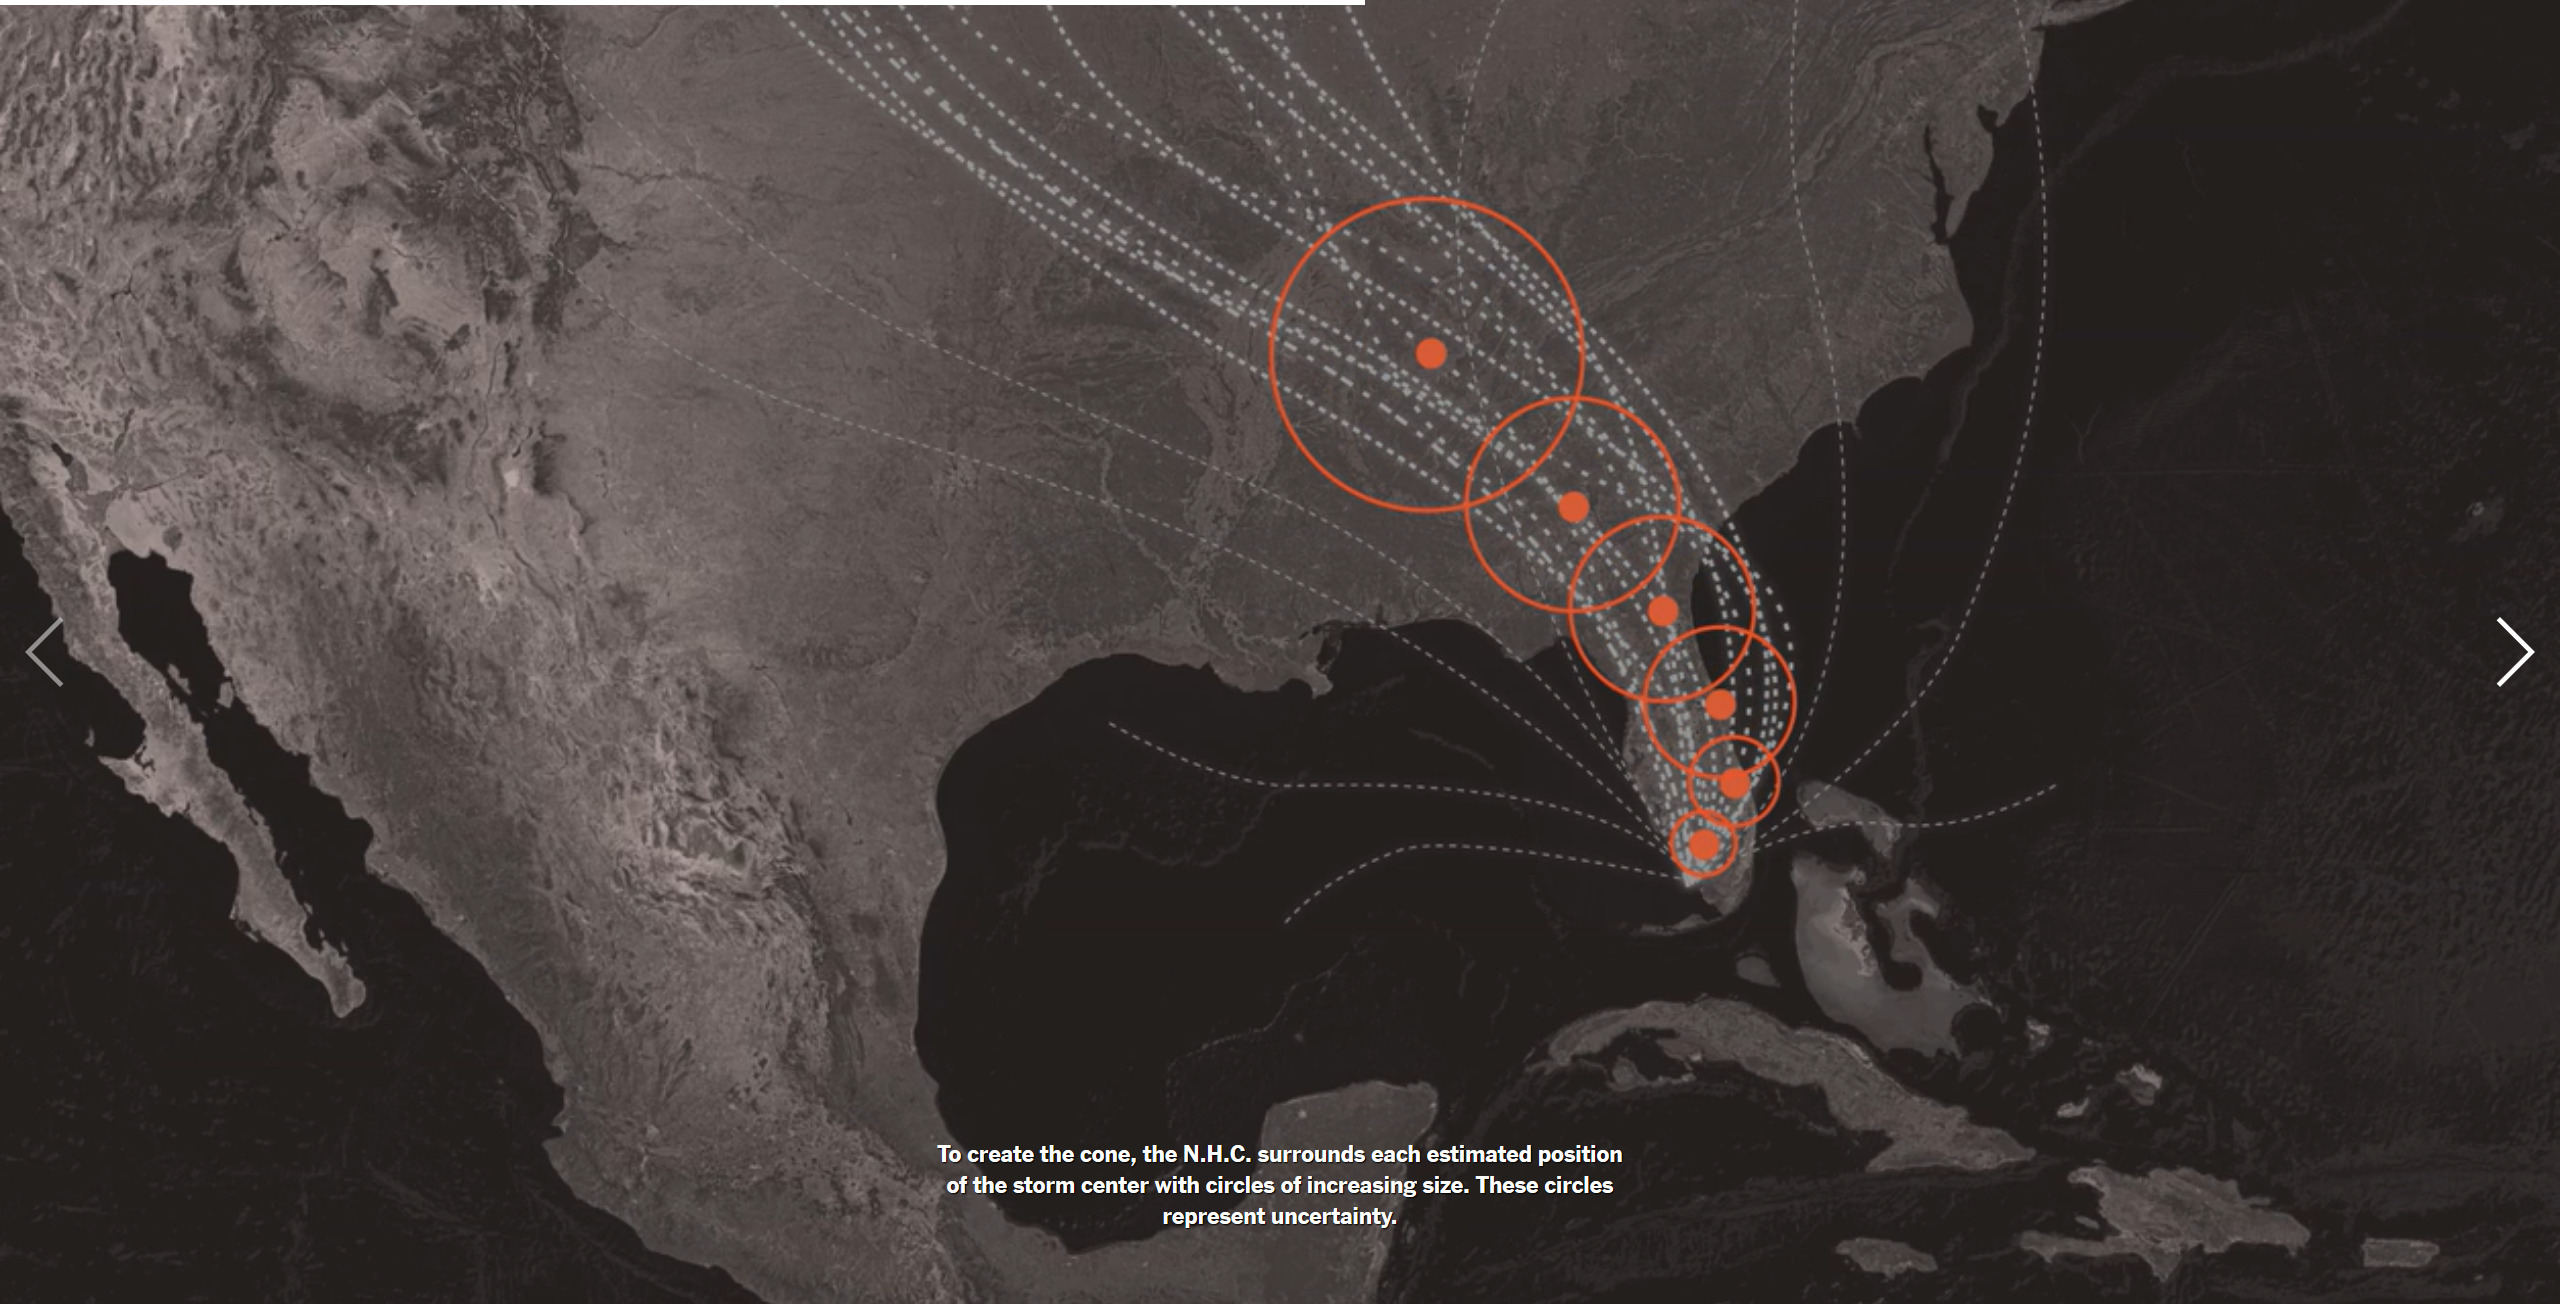 To create the cone, the N.H.C. surrounds each estimated position
of the storm center with circles of increasing size. These circles
represent uncertainty.